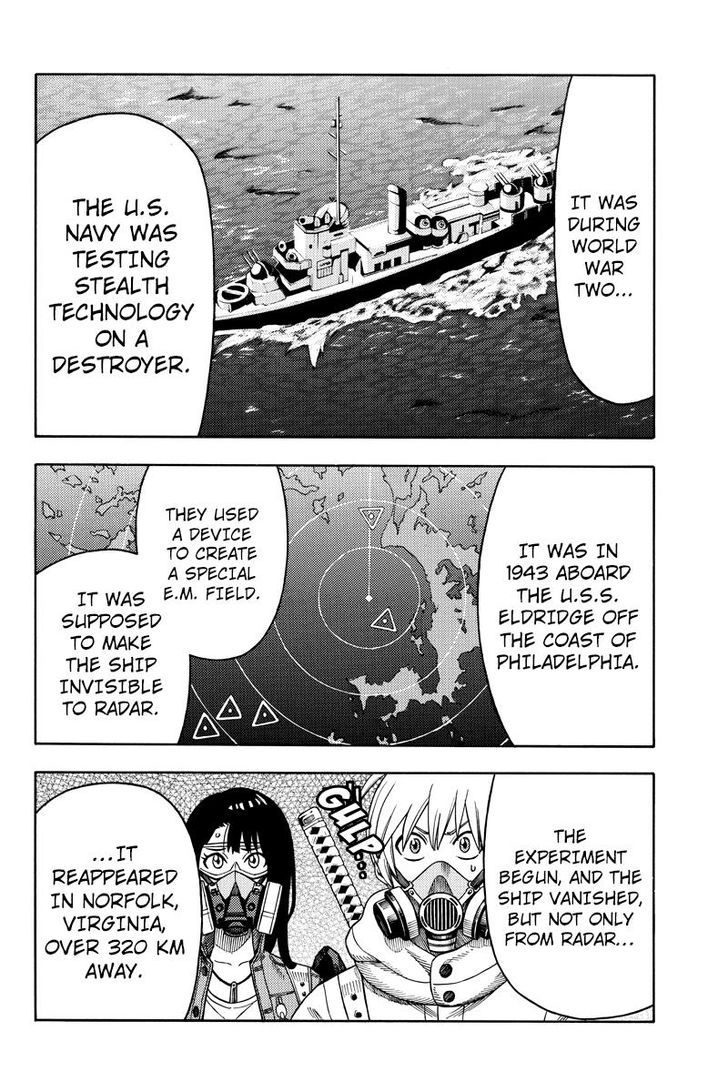 IT WAS
DURING
WORLD
WAR
TWO...
THE U.S.
NAVY WAS
TESTING
STEALTH
TECHNOLOGY
ON A
DESTROYER.
IT WAS IN
1943 ABOARD
THE U.S.S.
ELDRIDGE OFF
THE COAST OF
PHILADELPHIA.
THEY USED
A DEVICE
TO CREATE
A SPECIAL
E.M. FIELD.
IT WAS
SUPPOSED
TO MAKE
THE SHIP
INVISIBLE
TO RADAR.
THE
EXPERIMENT
BEGUN, AND THE
SHIP VANISHED,
BUT NOT ONLY
FROM RADAR...
GULP...
...IT
REAPPEARED
IN NORFOLK,
VIRGINIA,
OVER 320 KM
AWAY.